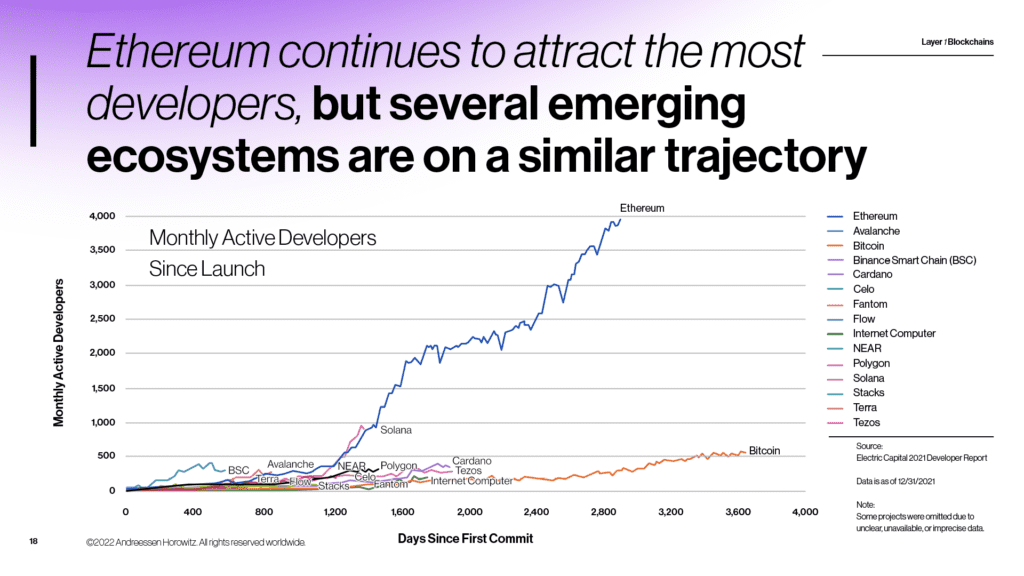 Layer 1 Blockchains
Ethereum continues to attract the most
developers, but several emerging
ecosystems are on a similar trajectory
Monthly Active Developers
Since Launch
Monthly Active Developers
4,000
3,500
3,000
2,500
2,000
1,500
1,000
500
0
Ethereum
Solana
BSC
Avalanche
Terra
Flow
NEAR
Stacks
Celo
Polygon
Fantom
Cardano
Tezos
Internet Computer
Bitcoin
0 400 800 1,200 1,600 2,000 2,400 2,800 3,600 4,000
Days Since First Commit
Ethereum
Avalanche
Bitcoin
Binance Smart Chain (BSC)
Cardano
Celo
Fantom
Flow
Internet Computer
NEAR
Polygon
Solana
Stacks
Terra
Tezos
Source:
Electric Capital 2021 Developer Report
Data is as of 12/31/2021
Note:
Some projects were omitted due to
unclear, unavailable, or imprecise data.
18
©2022 Andreessen Horowitz. All rights reserved worldwide.